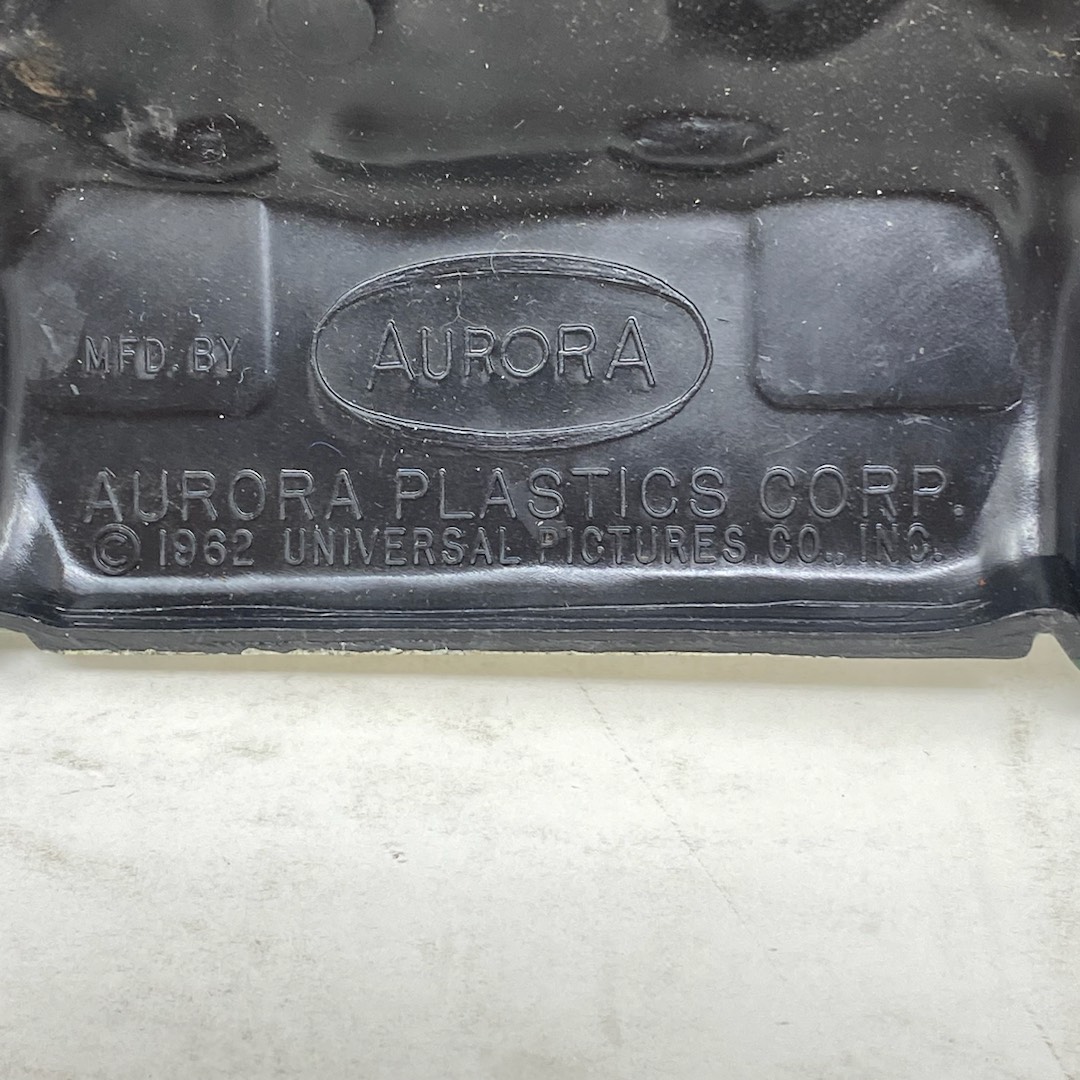 MFD. BY AURORA
AURORA PLASTICS CORP.
© 1962 UNIVERSAL PICTURES CO., INC.